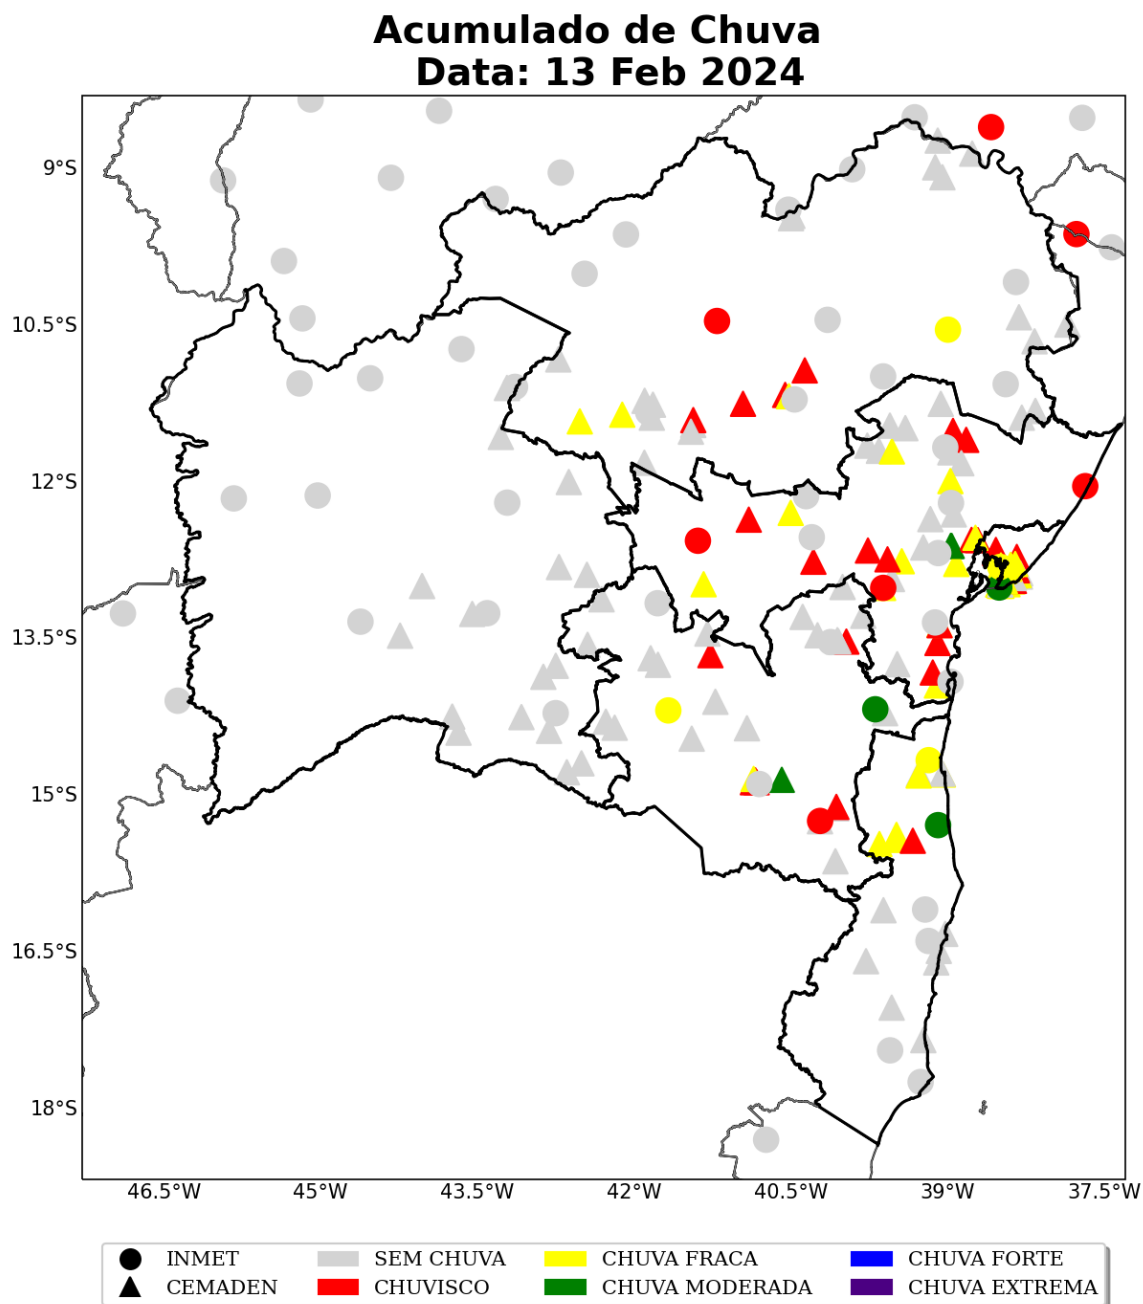 Acumulado de Chuva
Data: 13 Feb 2024
9°S
10.5°S
12°S
13.5°S
15°S
16.5°S
18°S
46.5°W 45°W 43.5°W 42°W 40.5°W 39°W 37.5°W
INMET SEM CHUVA CHUVA FRACA CHUVA FORTE
CEMADEN CHUVISCO CHUVA MODERADA CHUVA EXTREMA